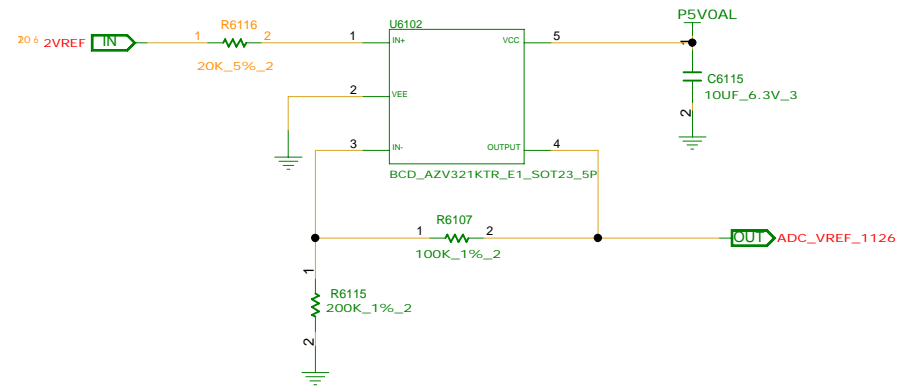 R6116
U6102
P5V0AL
20 6 2VREF IN 1 2 1 IN+ VCC 5 1
20K_5%_2
C6115
10UF_6.3V_3
2 VEE
2
3 IN- OUTPUT 4
BCD_AZV321KTR_E1_SOT23_5P
R6107
1 2 OUT ADC_VREF_1126
100K_1%_2
1
R6115
200K_1%_2
2